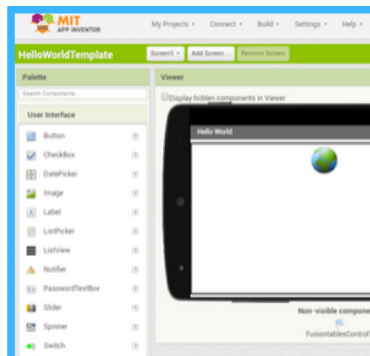 MIT
APP INVENTOR
My Projects Connect Build Settings Help
HelloWorldTemplate
Screen1 Add Screen... Remove Screen
Palette
Viewer
Search Components...
Display hidden components in Viewer
User Interface
Button
CheckBox
DatePicker
Image
Label
ListPicker
ListView
Notifier
PasswordTextBox
Slider
Spinner
Switch
Hello World
Non-visible compone
FusiontablesControl